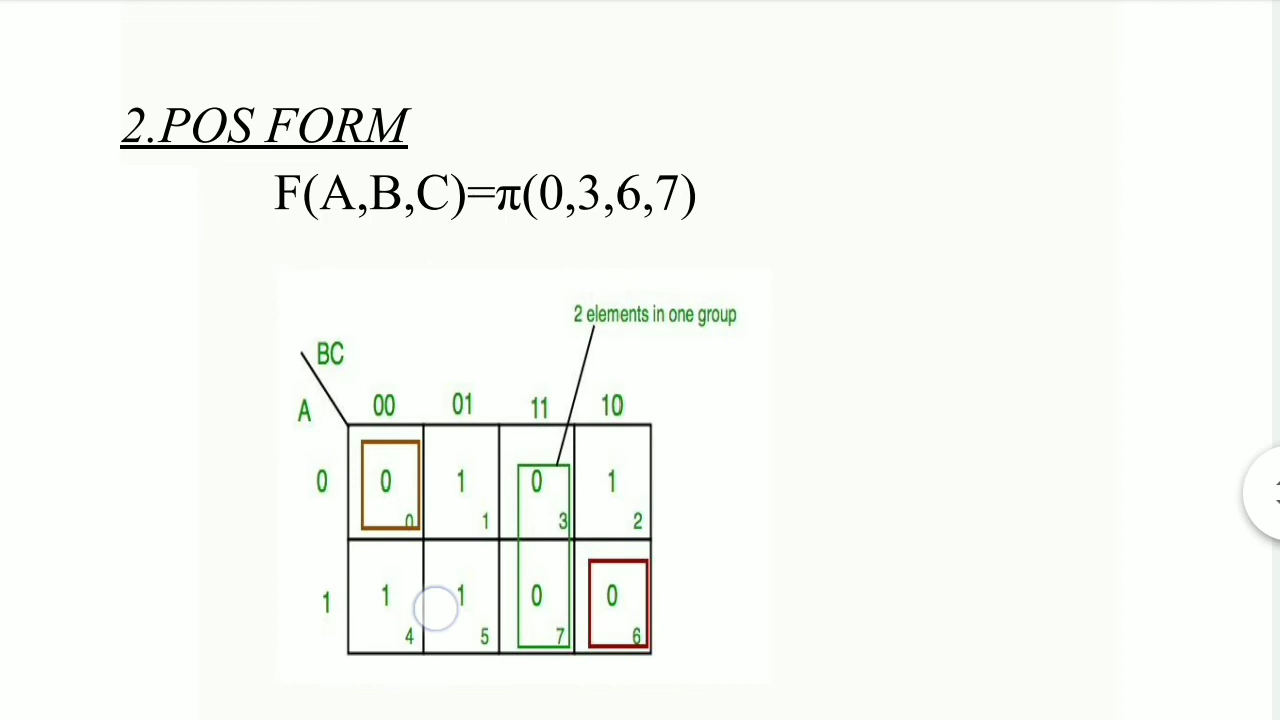 2.POS FORM
F(A,B,C)=π(0,3,6,7)
2 elements in one group
BC
A 00 01 11 10
0 0 1 0 1
0 1 3 2
1 1 1 0 0
4 5 7 6